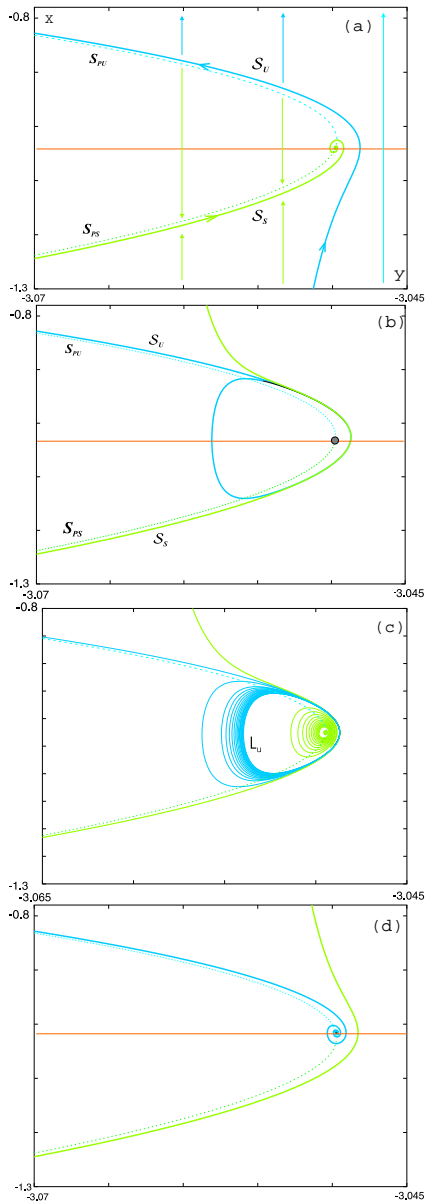 -0.8 x (a)
S_PU S_U
S_PS S_S
y
-1.3
-3.07 -3.045
-0.8 (b)
S_U
S_PU
S_PS
S_S
-1.3
-3.07 -3.045
-0.8
(c)
L_u
-1.3
-3.065 -3.045
-0.8 (d)
-1.3
-3.07 -3.045